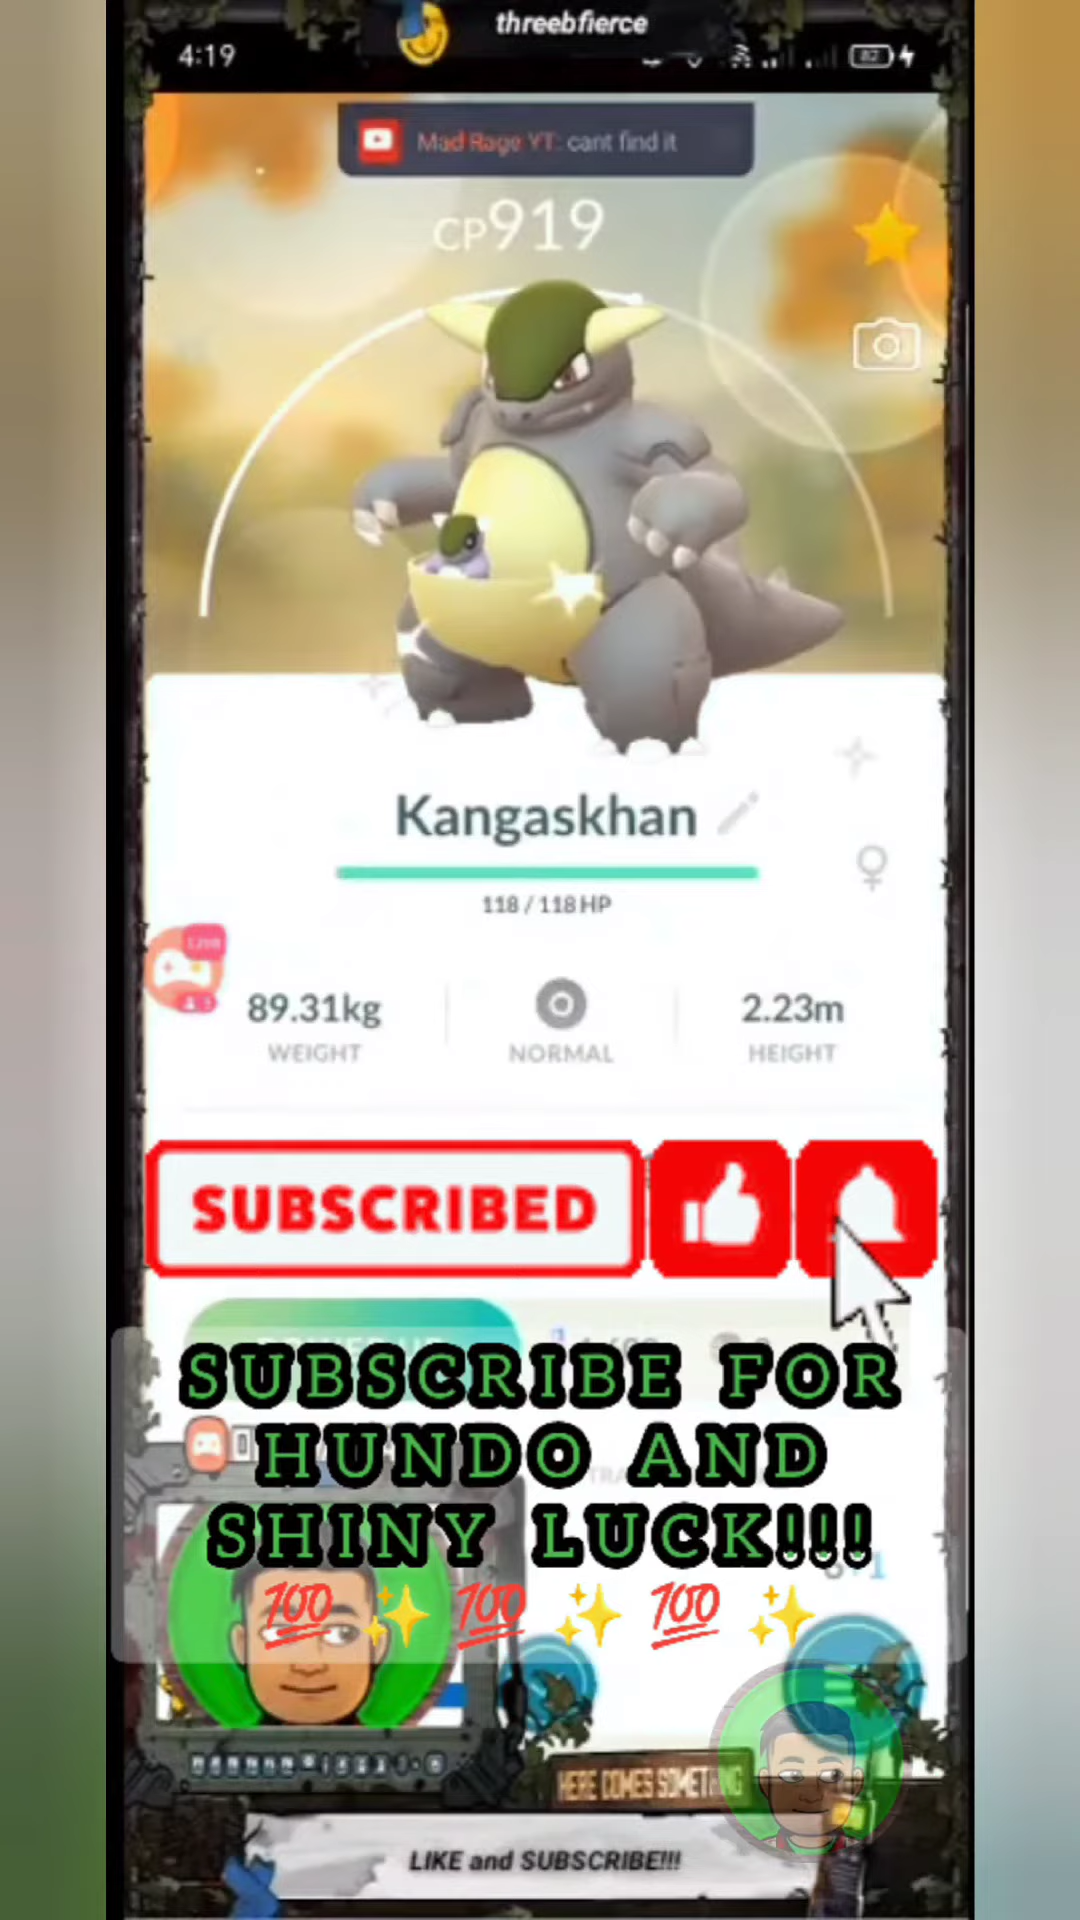 threebfierce
4:19
82
Mad Rage YT: cant find it
CP919
Kangaskhan
118 / 118 HP
89.31kg
WEIGHT
NORMAL
2.23m
HEIGHT
SUBSCRIBED
SUBSCRIBE FOR
HUNDO AND
SHINY LUCK!!!
💯 ✨ 💯 ✨ 💯 ✨
HERE COMES SOMETHING
LIKE and SUBSCRIBE!!!